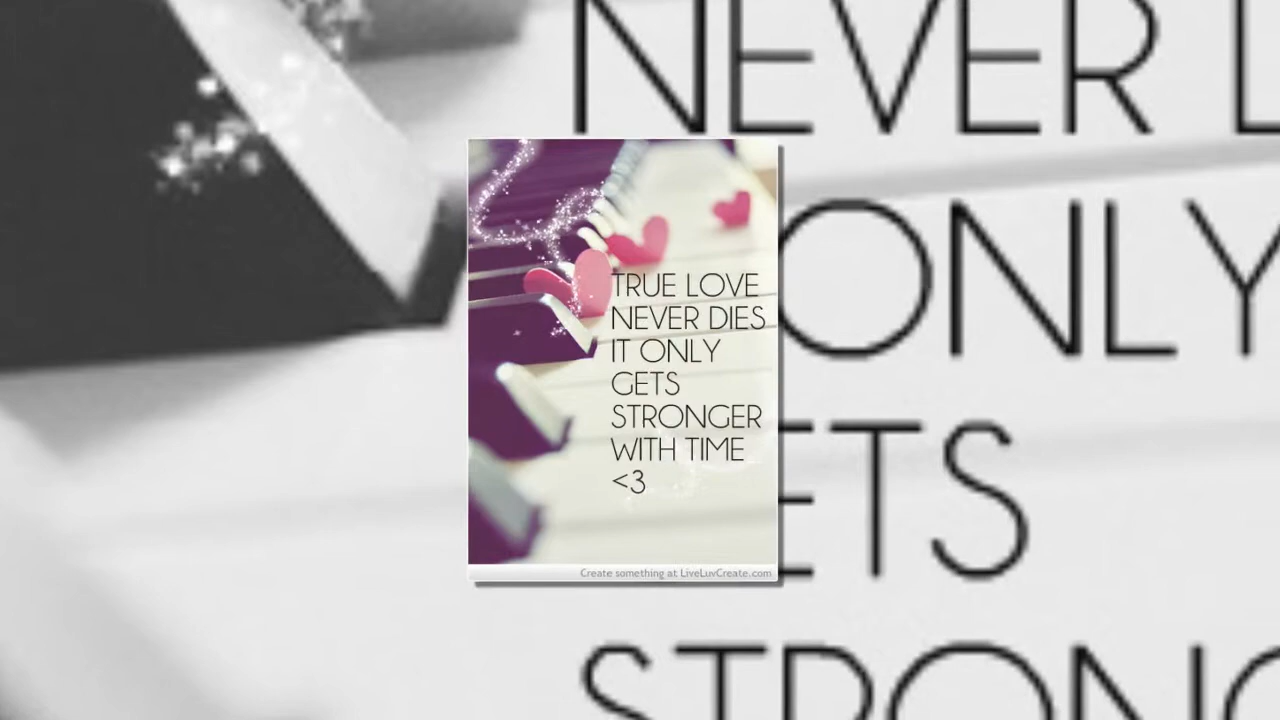 NEVER
ONLY
ETS
TRUE LOVE
NEVER DIES
IT ONLY
GETS
STRONGER
WITH TIME
<3
Create something at LiveLuvCreate.com